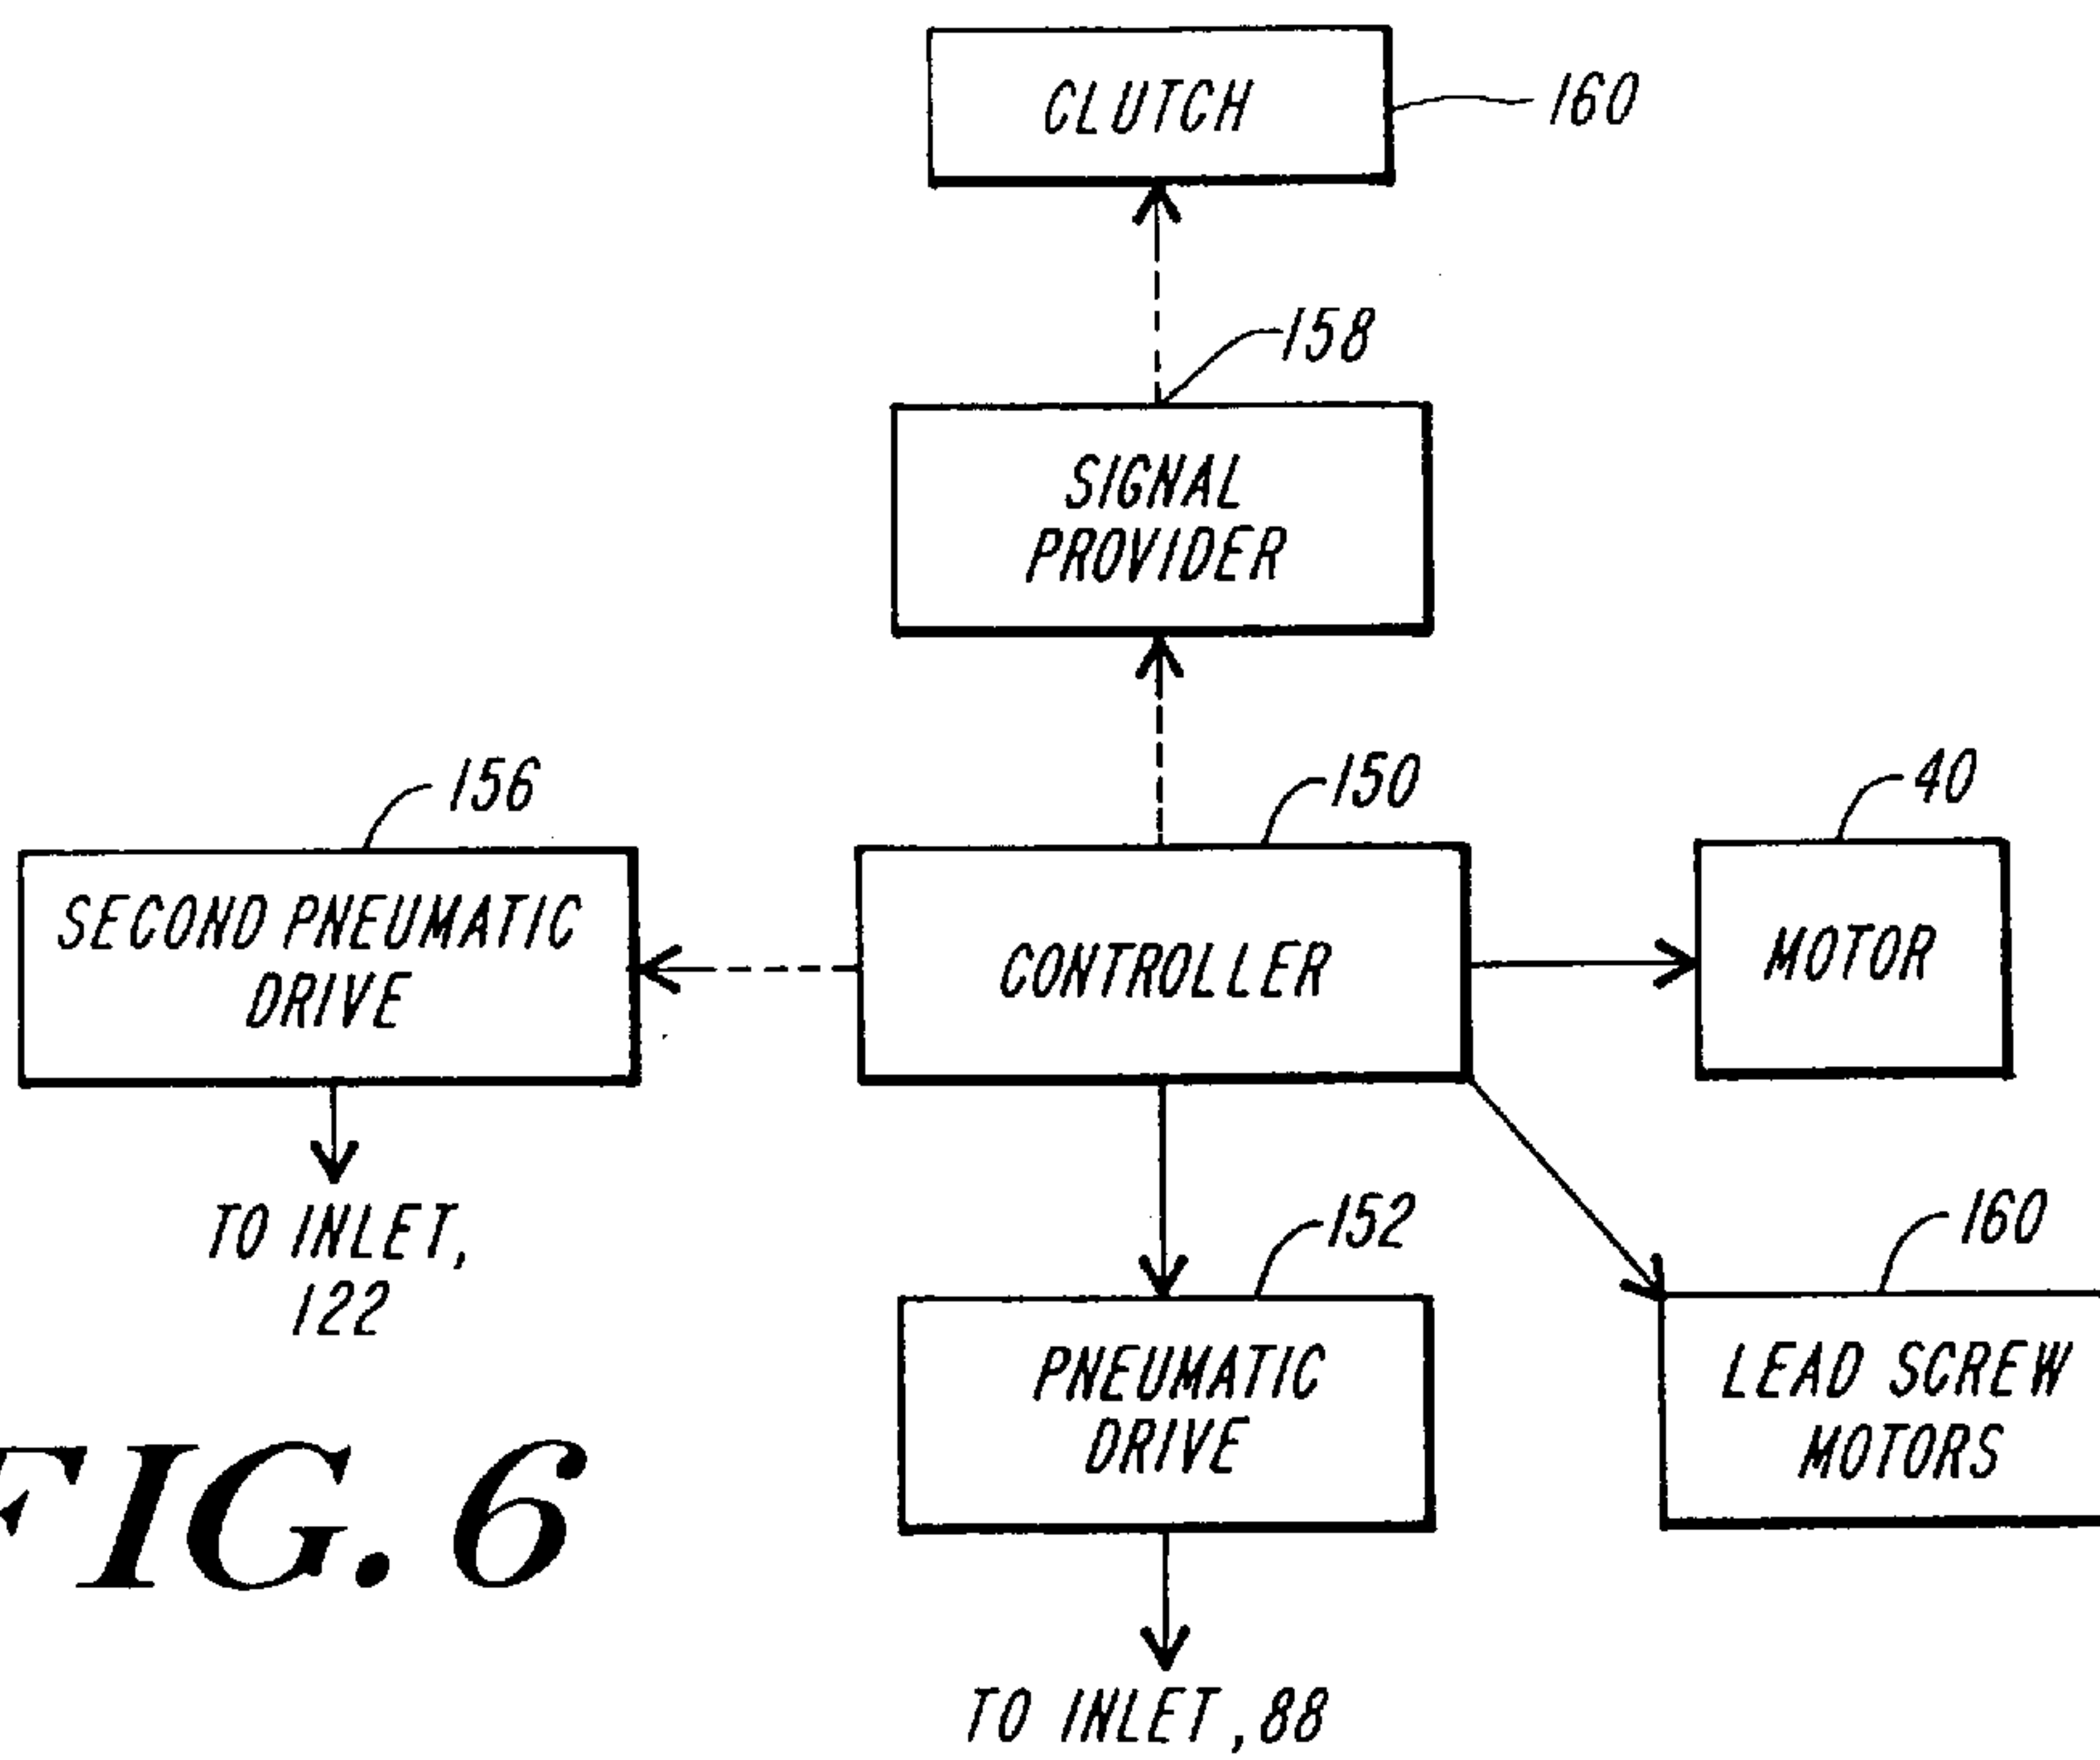 CLUTCH
160
158
SIGNAL
PROVIDER
156
150
40
SECOND PNEUMATIC
DRIVE
CONTROLLER
MOTOR
TO INLET,
122
152
160
PNEUMATIC
DRIVE
LEAD SCREW
MOTORS
FIG. 6
TO INLET, 88